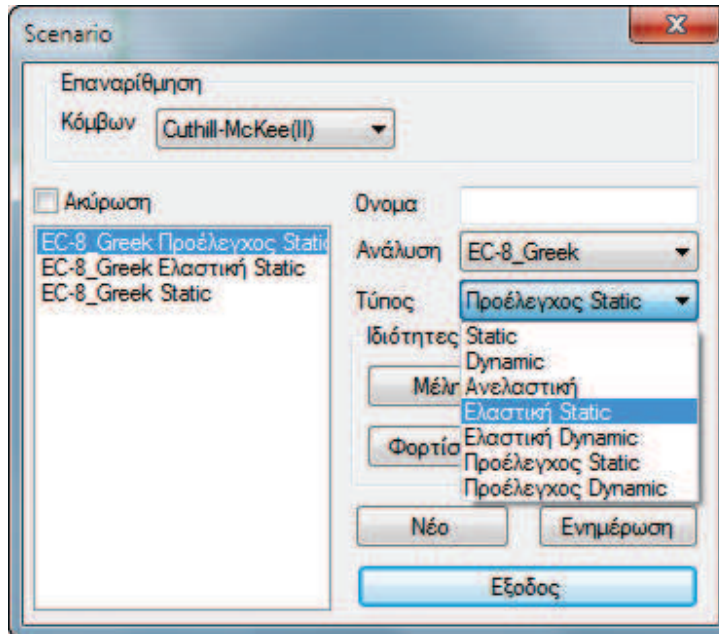 Scenario
Επαναρίθμηση
Κόμβων Cuthill-McKee(II)
Ακύρωση
EC-8_Greek Προέλεγχος Static
EC-8_Greek Ελαστική Static
EC-8_Greek Static
Ονομα
Ανάλυση EC-8_Greek
Τύπος Προέλεγχος Static
Ιδιότητες
Μέλη
Φορτίσ
Static
Dynamic
Ανελαστική
Ελαστική Static
Ελαστική Dynamic
Προέλεγχος Static
Προέλεγχος Dynamic
Νέο Ενημέρωση
Εξοδος